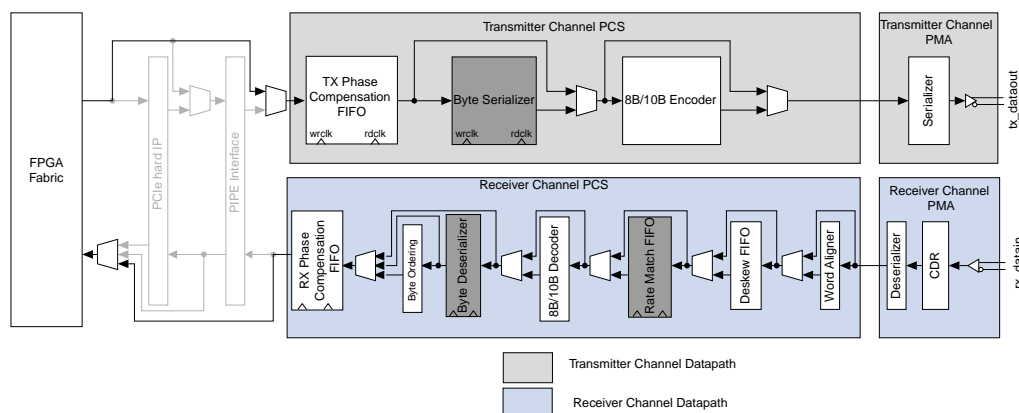 Transmitter Channel PCS
Transmitter Channel
PMA
TX Phase
Compensation
FIFO
wrclk
rdclk
Byte Serializer
wrclk
rdclk
8B/10B Encoder
Serializer
tx_dataout
FPGA
Fabric
PCIe hard IP
PIPE Interface
Receiver Channel PCS
Receiver Channel
PMA
RX Phase
Compensation
FIFO
Byte Ordering
Byte Deserializer
8B/10B Decoder
Rate Match FIFO
Deskew FIFO
Word Aligner
Deserializer
CDR
rx_datain
Transmitter Channel Datapath
Receiver Channel Datapath